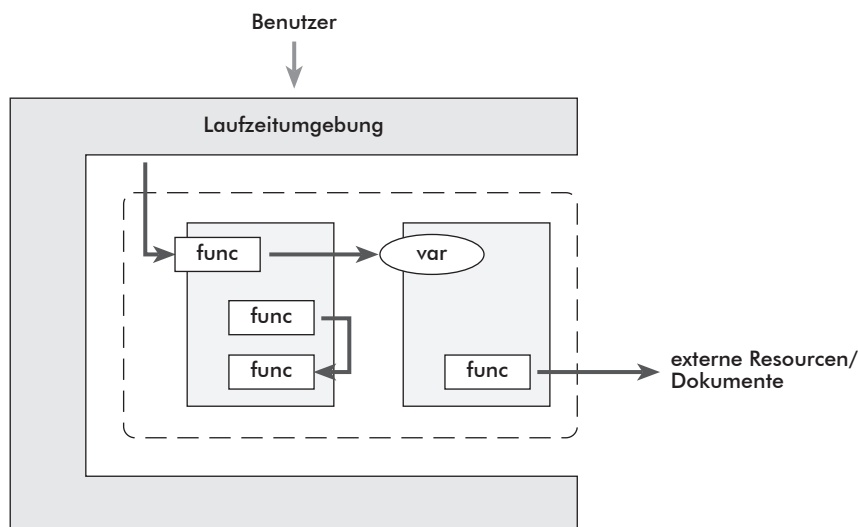 Benutzer
Laufzeitumgebung
func
var
func
func
func
externe Resourcen/
Dokumente